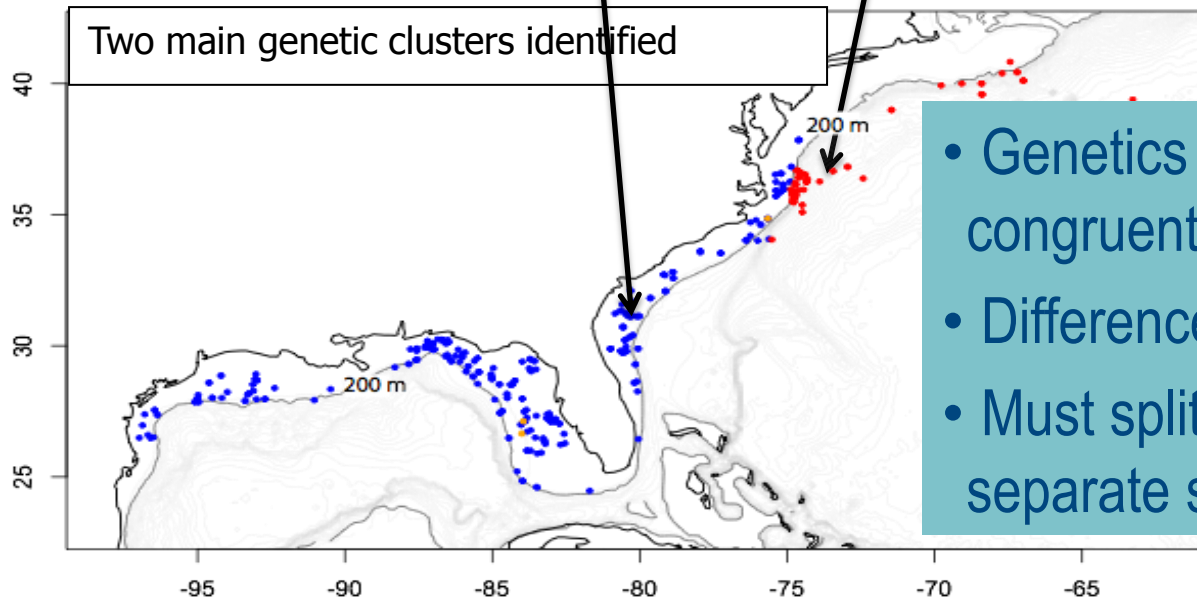 Two main genetic clusters identified
40
35
30
25
200 m
200 m
• Genetics
congruent
• Difference
• Must split
separate s
-95
-90
-85
-80
-75
-70
-65